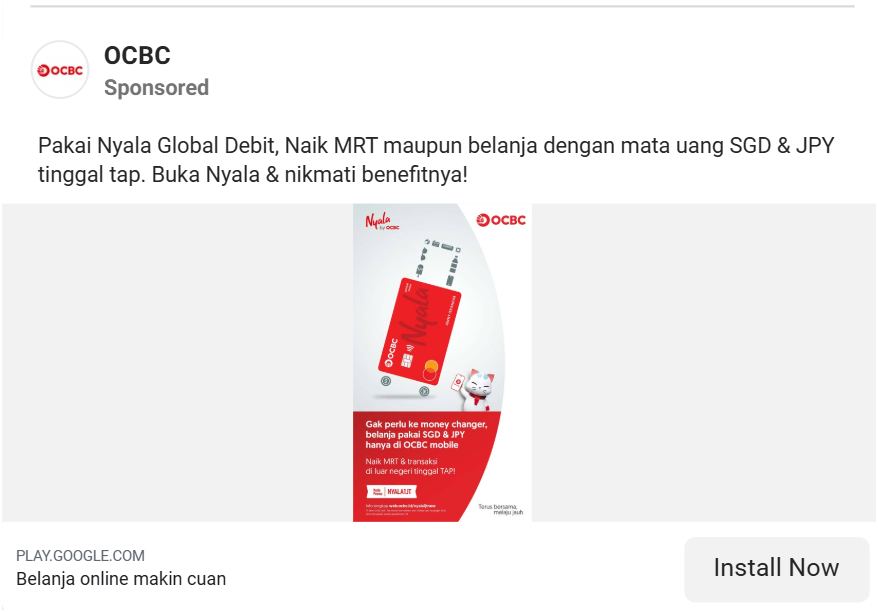 OCBC
OCBC
Sponsored
Pakai Nyala Global Debit, Naik MRT maupun belanja dengan mata uang SGD & JPY
tinggal tap. Buka Nyala & nikmati benefitnya!
Nyala
by OCBC
OCBC
Nyala
OCBC
Gak perlu ke money changer,
belanja pakai SGD & JPY
hanya di OCBC mobile
Naik MRT & transaksi
di luar negeri tinggal TAP!
NYALATJT
Terus bersama,
melaju jauh
PLAY.GOOGLE.COM
Belanja online makin cuan
Install Now